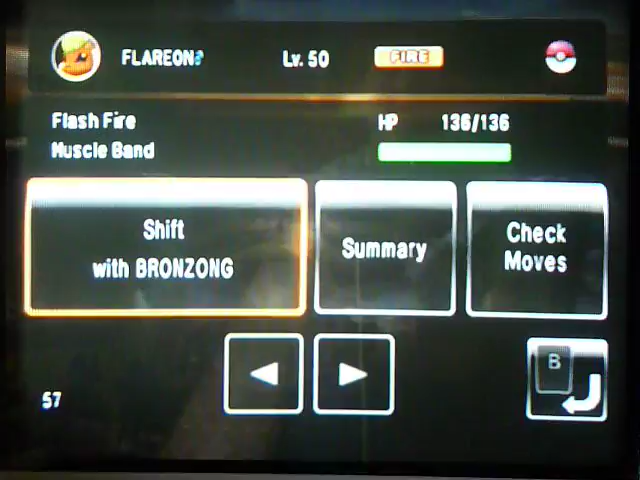 FLAREON♂ Lv. 50 FIRE
Flash Fire HP 136/136
Muscle Band
Shift
with BRONZONG
Summary
Check
Moves
B
57